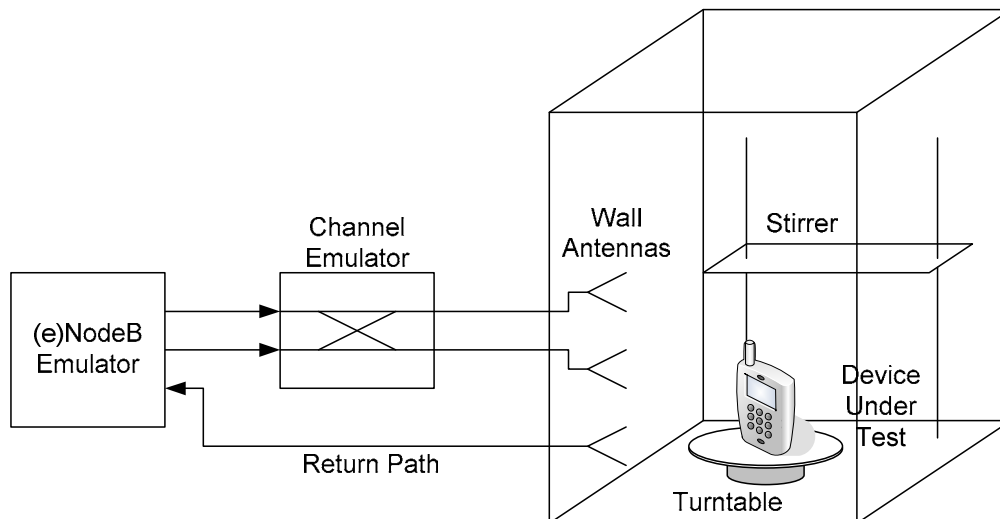 Channel
Emulator
Wall
Antennas
Stirrer
(e)NodeB
Emulator
Device
Under
Test
Return Path
Turntable